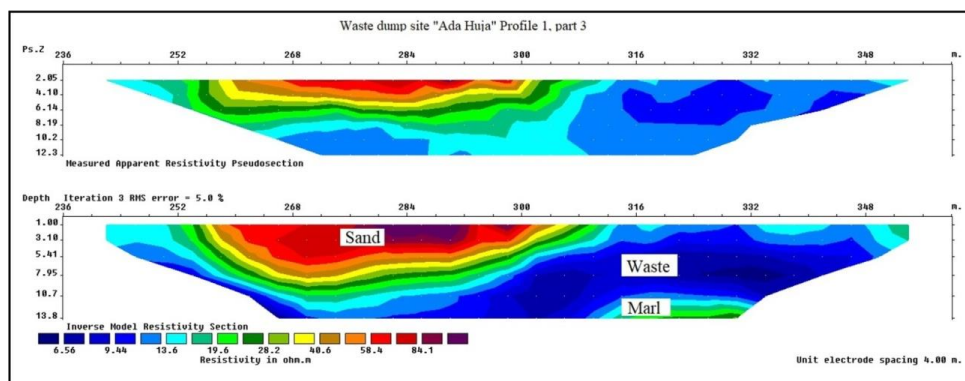 Waste dump site "Ada Huja" Profile 1, part 3
Ps.Z 236 252 268 284 300 316 332 348 m.
2.05
4.10
6.14
8.19
10.2
12.3
Measured Apparent Resistivity Pseudosection
Depth Iteration 3 RMS error = 5.0 %
236 252 268 284 300 316 332 348 m.
1.00
3.10 Sand
5.41
7.95 Waste
10.7
13.8 Marl
Inverse Model Resistivity Section
6.56 9.44 13.6 19.6 28.2 40.6 58.4 84.1
Resistivity in ohm.m Unit electrode spacing 4.00 m.